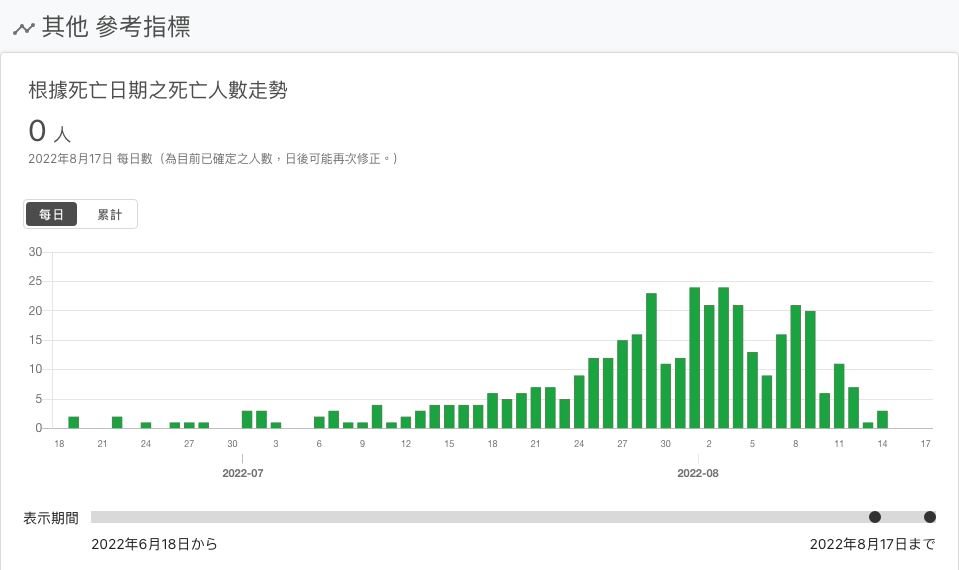 其他 參考指標
根據死亡日期之死亡人數走勢
0 人
2022年8月17日 每日數（為目前已確定之人數，日後可能再次修正。）
每日 累計
30
25
20
15
10
5
0
18 21 24 27 30 3 6 9 12 15 18 21 24 27 30 2 5 8 11 14 17
2022-07 2022-08
表示期間
2022年6月18日から 2022年8月17日まで